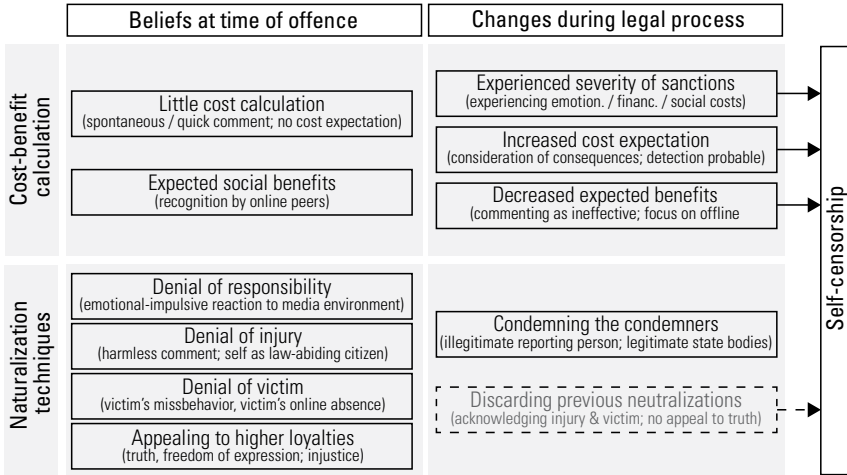 Beliefs at time of offence
Changes during legal process
Cost-benefit
calculation
Little cost calculation
(spontaneous / quick comment; no cost expectation)
Expected social benefits
(recognition by online peers)
Experienced severity of sanctions
(experiencing emotion. / financ. / social costs)
Increased cost expectation
(consideration of consequences; detection probable)
Decreased expected benefits
(commenting as ineffective; focus on offline
Naturalization
techniques
Denial of responsibility
(emotional-impulsive reaction to media environment)
Denial of injury
(harmless comment; self as law-abiding citizen)
Denial of victim
(victim's missbehavior, victim's online absence)
Appealing to higher loyalties
(truth, freedom of expression; injustice)
Condemning the condemners
(illegitimate reporting person; legitimate state bodies)
Discarding previous neutralizations
(acknowledging injury & victim; no appeal to truth)
Self-censorship